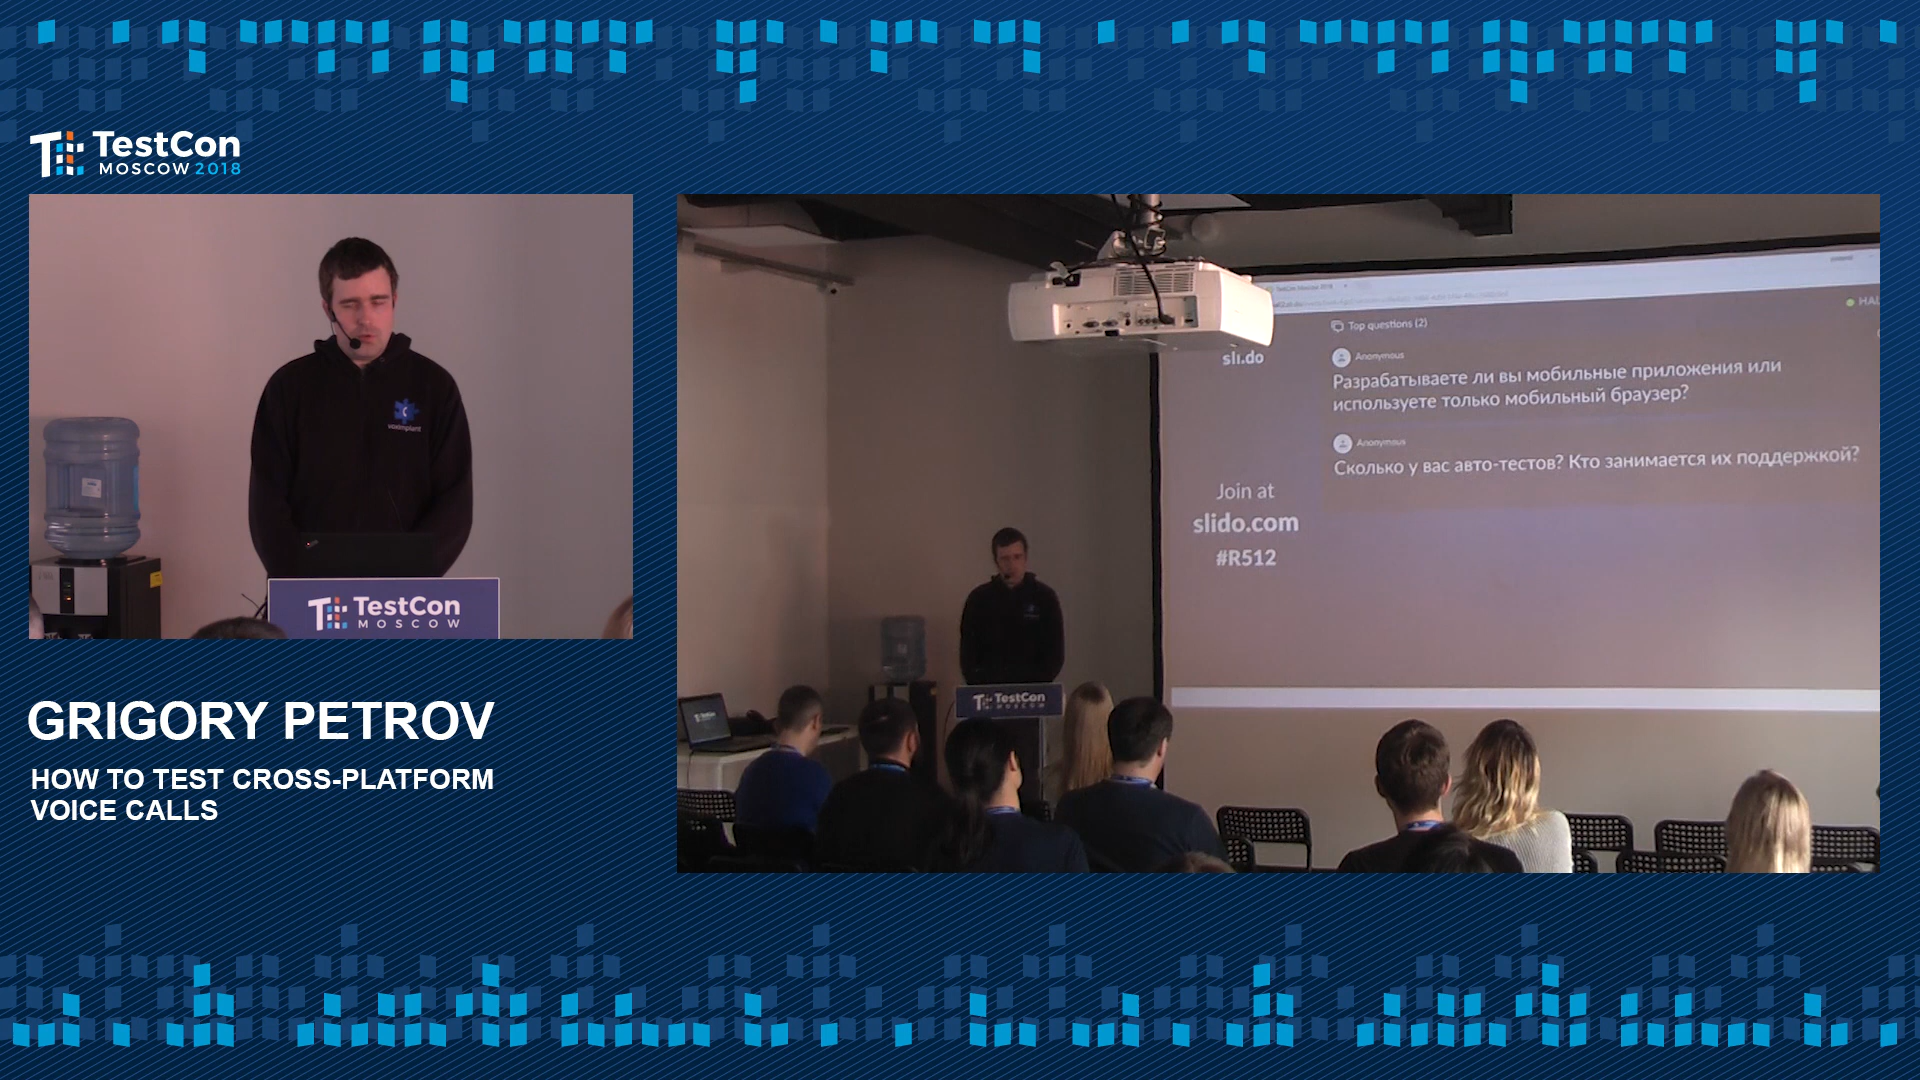 TestCon
MOSCOW 2018
voximplant
TestCon
MOSCOW
GRIGORY PETROV
HOW TO TEST CROSS-PLATFORM
VOICE CALLS
Top questions (2)
sli.do
Anonymous
Разрабатываете ли вы мобильные приложения или
используете только мобильный браузер?
Anonymous
Сколько у вас авто-тестов? Кто занимается их поддержкой?
Join at
slido.com
#R512
TestCon
MOSCOW